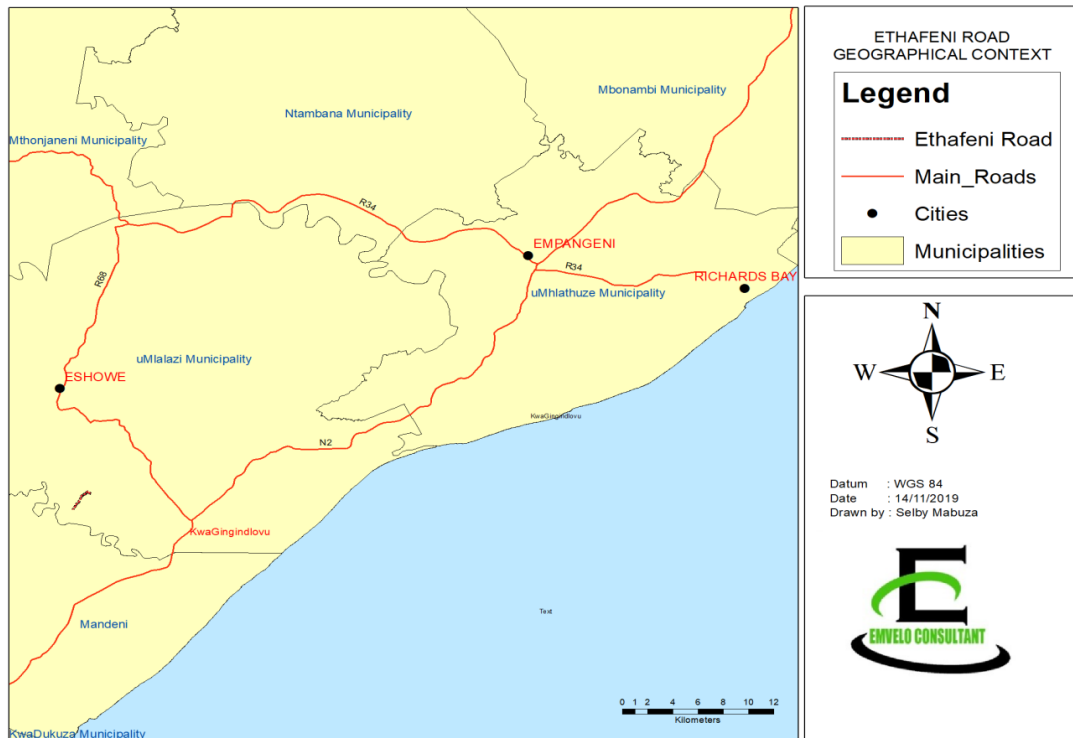 Mbonambi Municipality
Ntambana Municipality
Mthonjaneni Municipality
R34
EMPANGENI
R34
RICHARDS BAY
uMhlathuze Municipality
R68
uMlalazi Municipality
ESHOWE
KwaGingindlovu
N2
KwaGingindlovu
Text
Mandeni
KwaDukuza Municipality
0 1 2 4 6 8 10 12
Kilometers
ETHAFENI ROAD
GEOGRAPHICAL CONTEXT
Legend
Ethafeni Road
Main_Roads
Cities
Municipalities
N
W E
S
Datum : WGS 84
Date : 14/11/2019
Drawn by : Selby Mabuza
E
EMVELO CONSULTANT